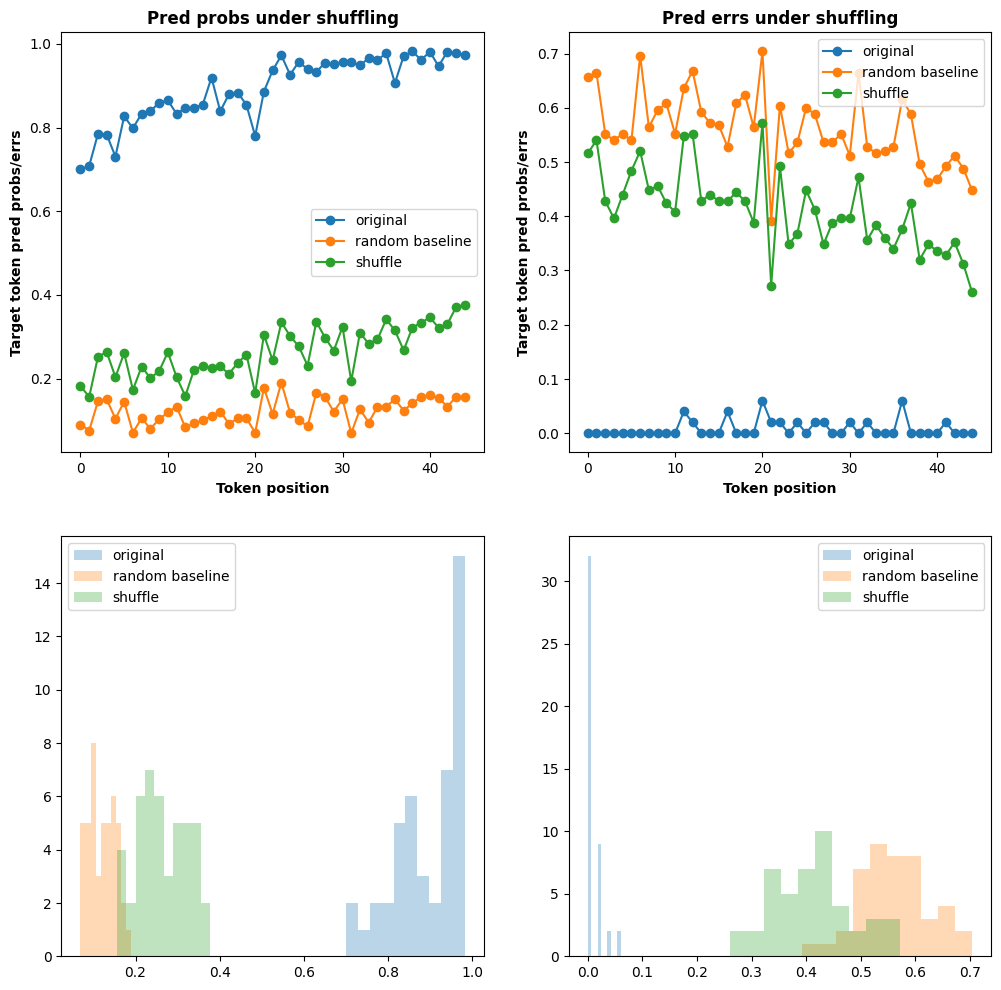 Pred probs under shuffling
Target token pred probs/errs
1.0
0.8
0.6
0.4
0.2
original
random baseline
shuffle
0 10 20 30 40
Token position
Pred errs under shuffling
Target token pred probs/errs
0.7
0.6
0.5
0.4
0.3
0.2
0.1
0.0
original
random baseline
shuffle
0 10 20 30 40
Token position
14
12
10
8
6
4
2
0
original
random baseline
shuffle
0.2 0.4 0.6 0.8 1.0
30
25
20
15
10
5
0
original
random baseline
shuffle
0.0 0.1 0.2 0.3 0.4 0.5 0.6 0.7